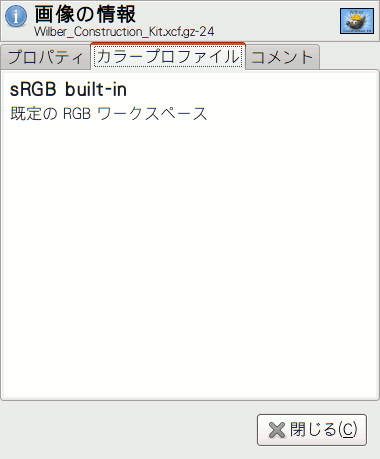 画像の情報
Wilber_Construction_Kit.xcf.gz-24
プロパティ カラープロファイル コメント
sRGB built-in
既定の RGB ワークスペース
閉じる(C)